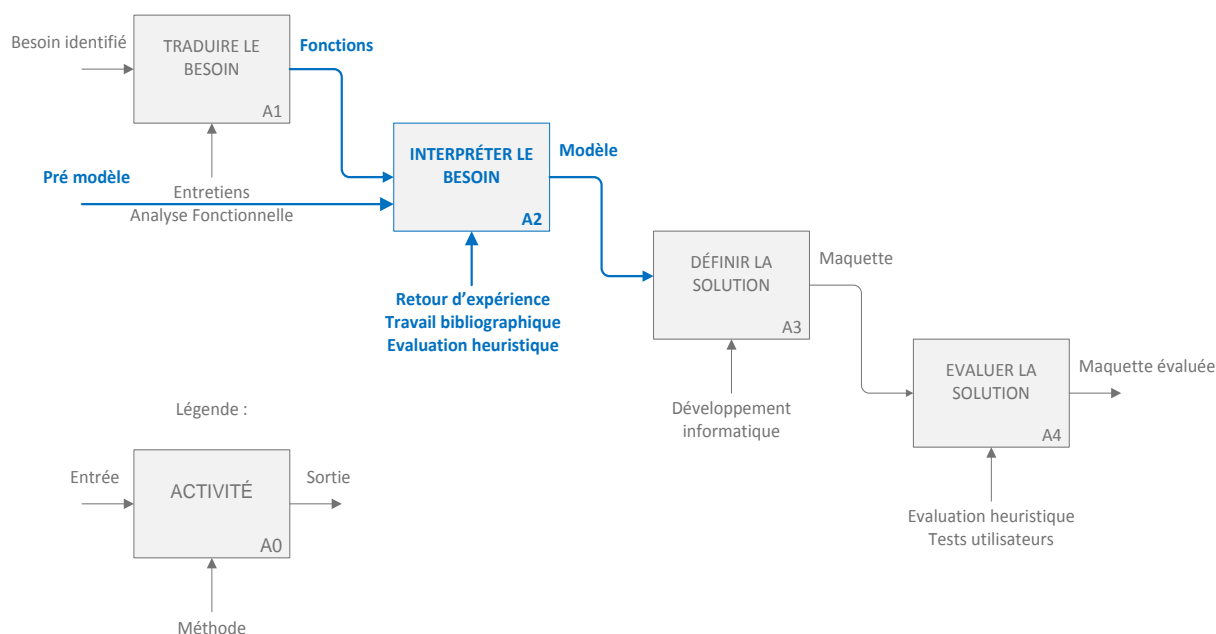 Besoin identifié
TRADUIRE LE
BESOIN
A1
Fonctions
Pré modèle
Entretiens
Analyse Fonctionnelle
INTERPRÉTER LE
BESOIN
A2
Modèle
Retour d’expérience
Travail bibliographique
Evaluation heuristique
DÉFINIR LA
SOLUTION
A3
Maquette
Développement
informatique
EVALUER LA
SOLUTION
A4
Maquette évaluée
Evaluation heuristique
Tests utilisateurs
Légende :
Entrée
ACTIVITÉ
A0
Sortie
Méthode